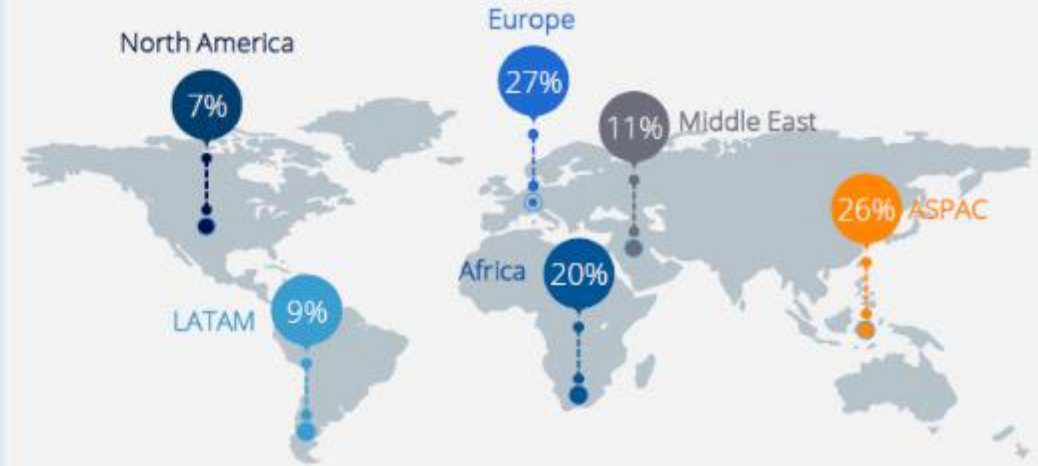 Europe
North America
27%
7%
11% Middle East
26% ASPAC
Africa 20%
LATAM 9%